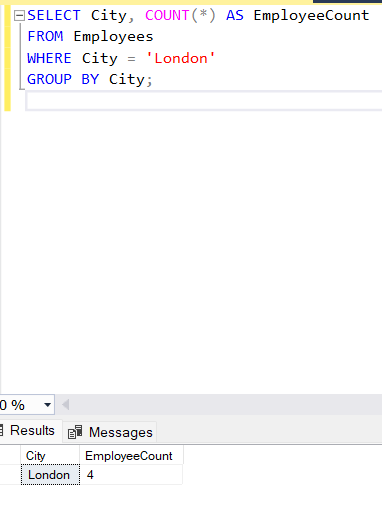 SELECT City, COUNT(*) AS EmployeeCount
FROM Employees
WHERE City = 'London'
GROUP BY City;
0 %
Results Messages
City EmployeeCount
London 4